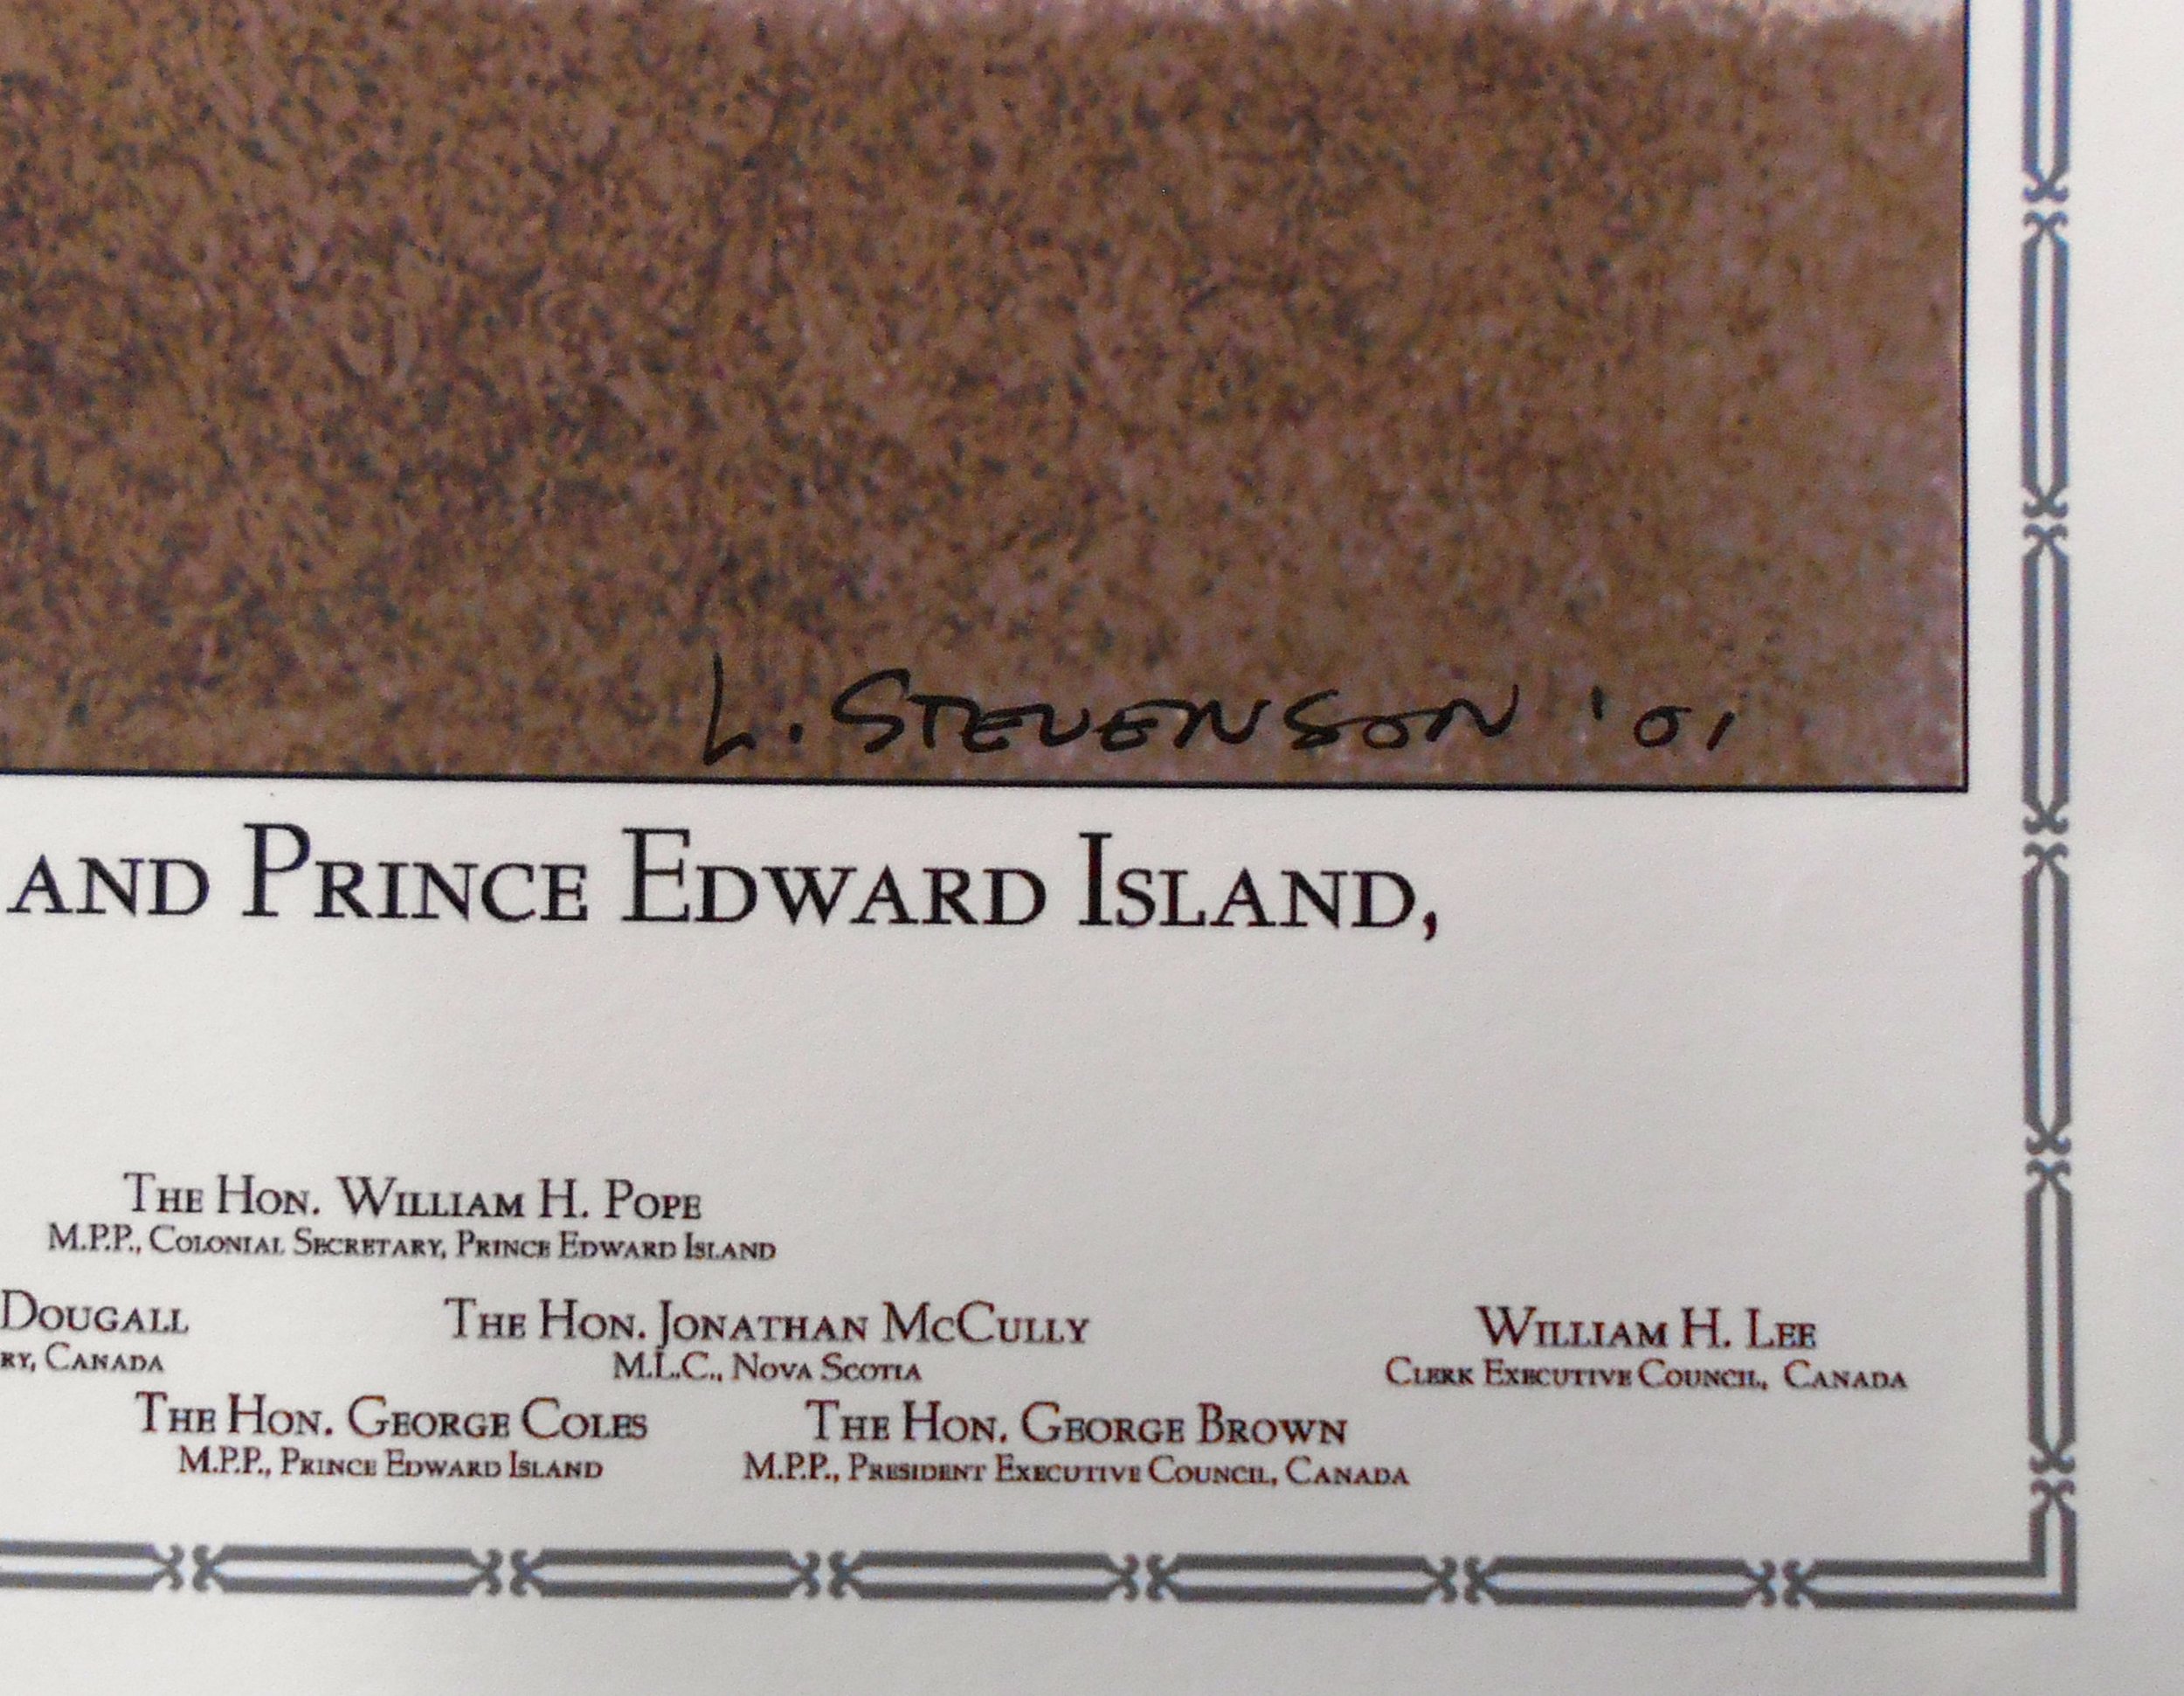 L. STEVENSON '01
AND PRINCE EDWARD ISLAND,
THE HON. WILLIAM H. POPE
M.P.P., COLONIAL SECRETARY, PRINCE EDWARD ISLAND
DOUGALL
RY, CANADA
THE HON. JONATHAN MCCULLY
M.L.C., NOVA SCOTIA
WILLIAM H. LEE
CLERK EXECUTIVE COUNCIL, CANADA
THE HON. GEORGE COLES
M.P.P., PRINCE EDWARD ISLAND
THE HON. GEORGE BROWN
M.P.P., PRESIDENT EXECUTIVE COUNCIL, CANADA